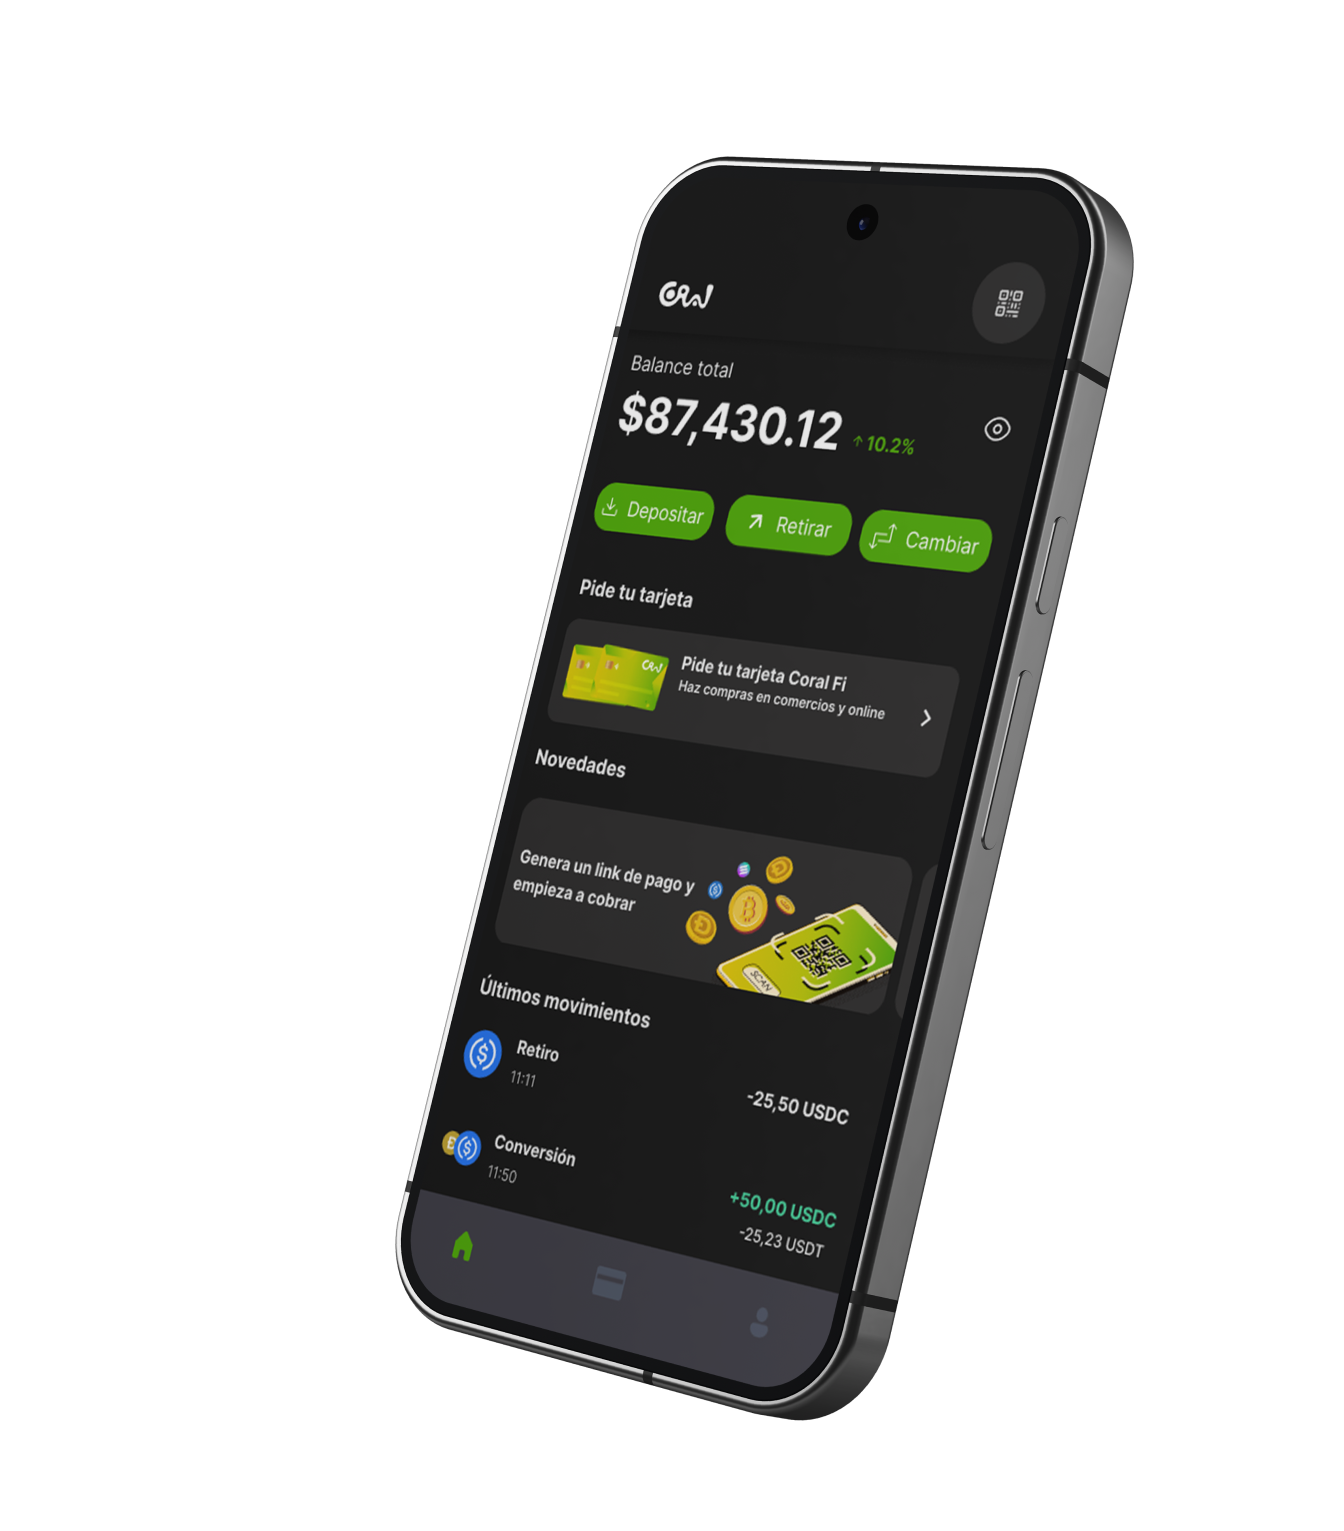 Coral
Balance total
$87,430.12 ↑ 10.2%
Depositar
Retirar
Cambiar
Pide tu tarjeta
Coral
Pide tu tarjeta Coral Fi
Haz compras en comercios y online
Novedades
Genera un link de pago y
empieza a cobrar
SCAN
Últimos movimientos
Retiro
11:11
-25,50 USDC
Conversión
11:50
+50,00 USDC
-25,23 USDT